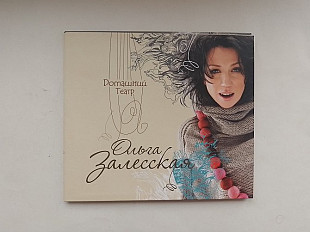 Домашний
Театр
Ольга
Залесская